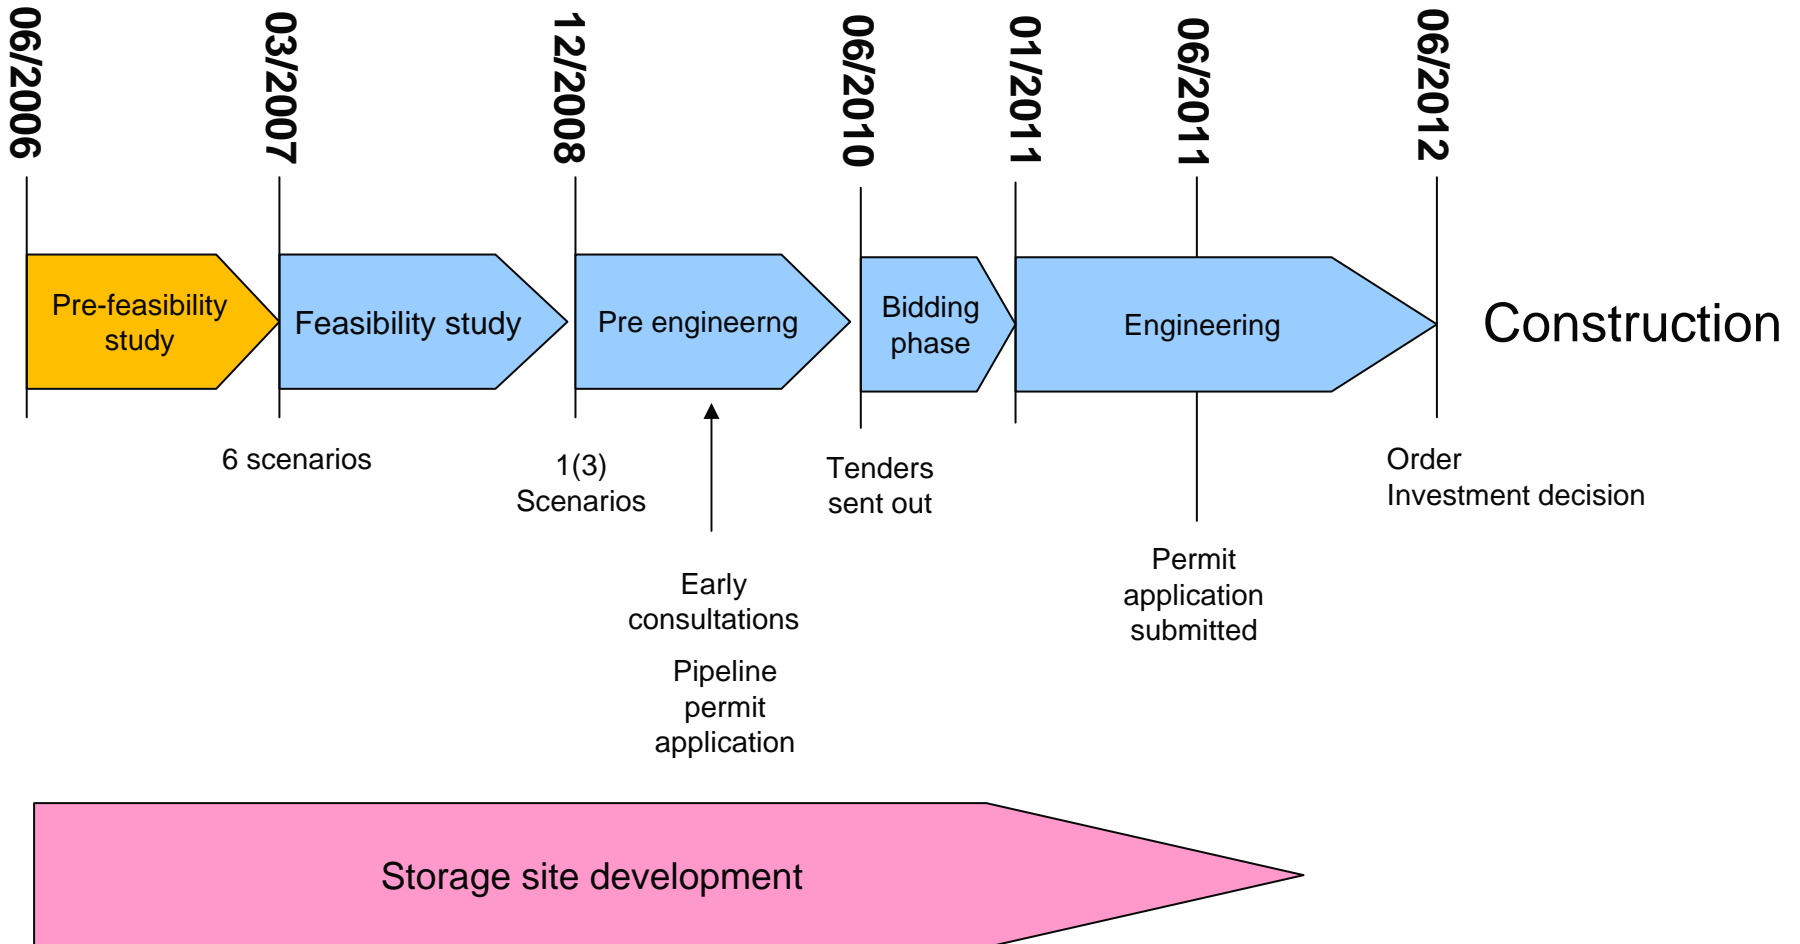 06/2006
03/2007
12/2008
06/2010
01/2011
06/2011
06/2012
Pre-feasibility
study
Feasibility study
Pre engineerng
Bidding
phase
Engineering
Construction
6 scenarios
1(3)
Scenarios
Tenders
sent out
Order
Investment decision
Early
consultations
Pipeline
permit
application
Permit
application
submitted
Storage site development